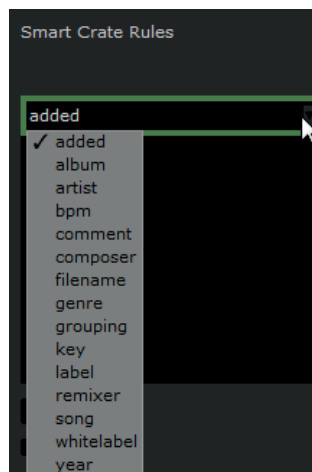 Smart Crate Rules
added
✓ added
album
artist
bpm
comment
composer
filename
genre
grouping
key
label
remixer
song
whitelabel
year